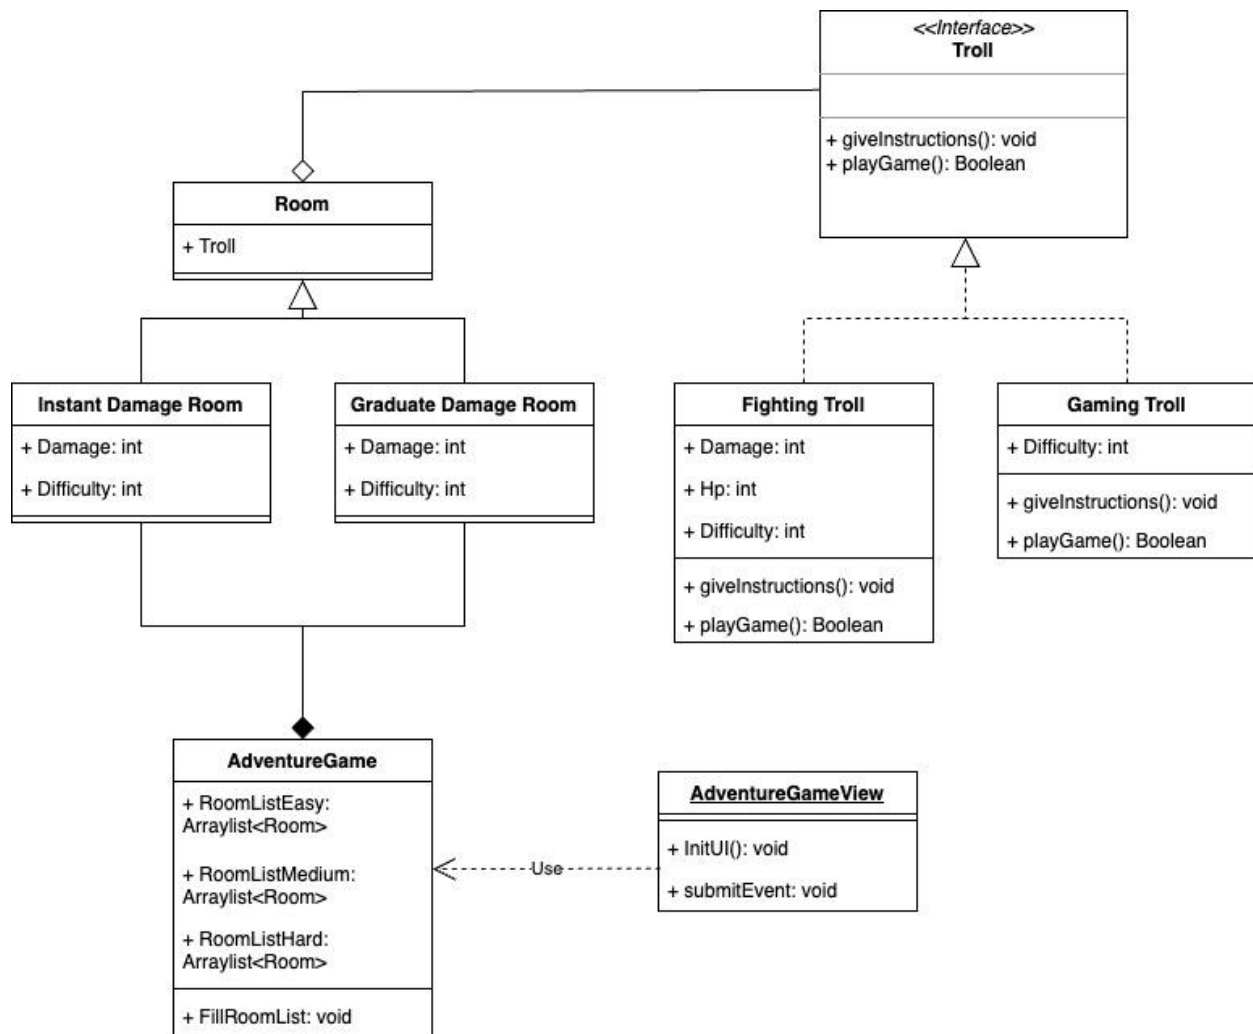 <<Interface>>
Troll
+ giveInstructions(): void
+ playGame(): Boolean
Room
+ Troll
Instant Damage Room
+ Damage: int
+ Difficulty: int
Graduate Damage Room
+ Damage: int
+ Difficulty: int
Fighting Troll
+ Damage: int
+ Hp: int
+ Difficulty: int
+ giveInstructions(): void
+ playGame(): Boolean
Gaming Troll
+ Difficulty: int
+ giveInstructions(): void
+ playGame(): Boolean
AdventureGame
+ RoomListEasy:
Arraylist<Room>
+ RoomListMedium:
Arraylist<Room>
+ RoomListHard:
Arraylist<Room>
+ FillRoomList: void
Use
AdventureGameView
+ InitUI(): void
+ submitEvent: void